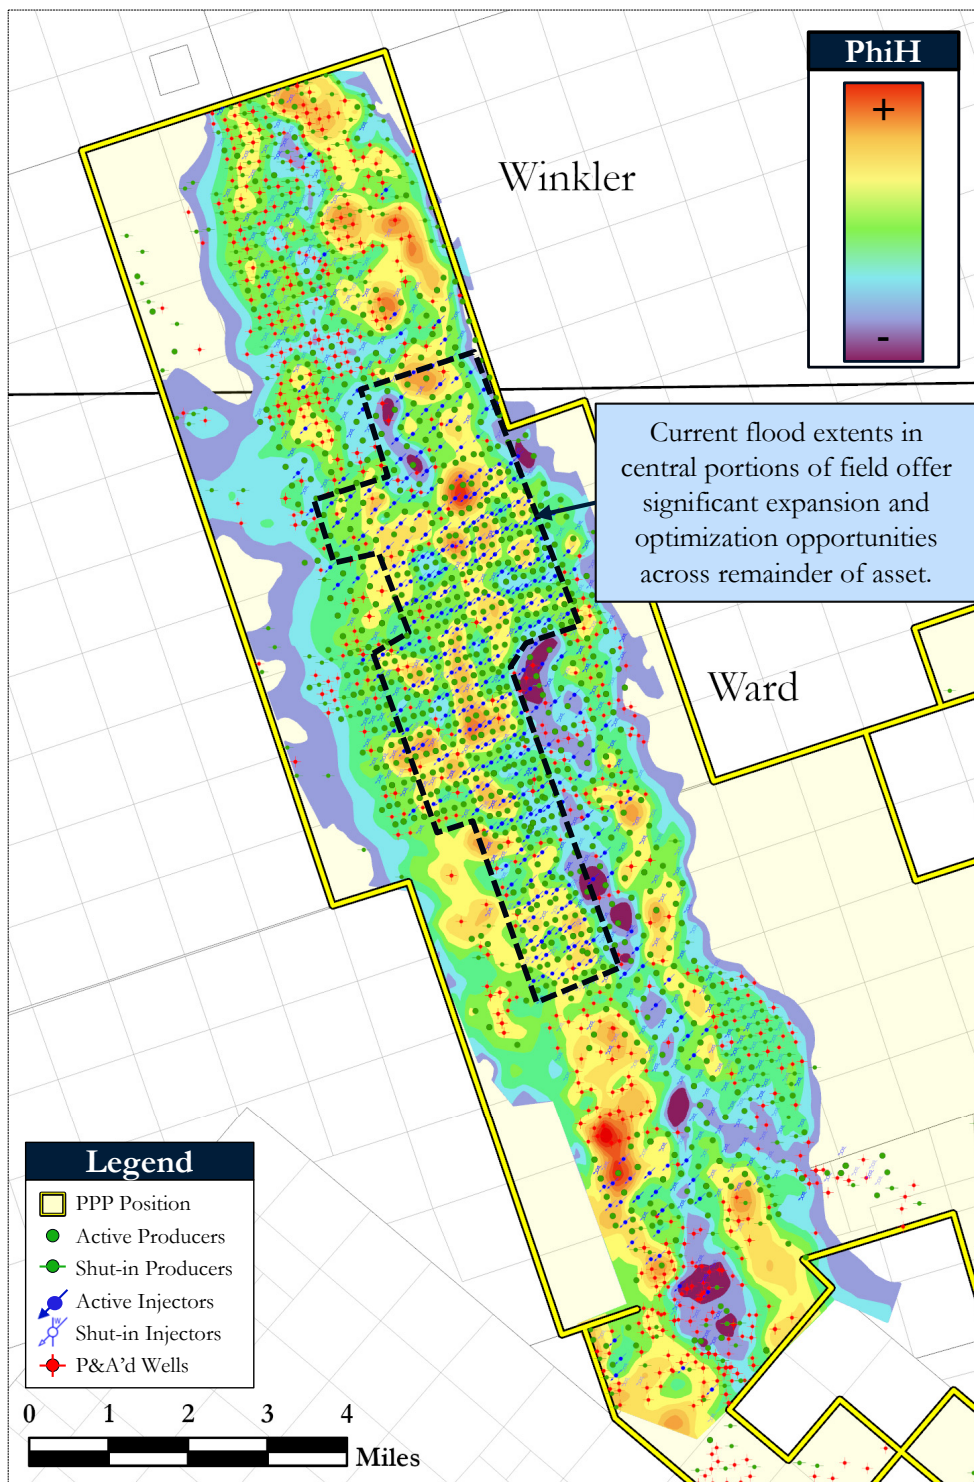 Winkler
PhiH
+
-
Current flood extents in
central portions of field offer
significant expansion and
optimization opportunities
across remainder of asset.
Ward
Legend
PPP Position
Active Producers
Shut-in Producers
Active Injectors
W
Shut-in Injectors
P&A'd Wells
0 1 2 3 4
Miles